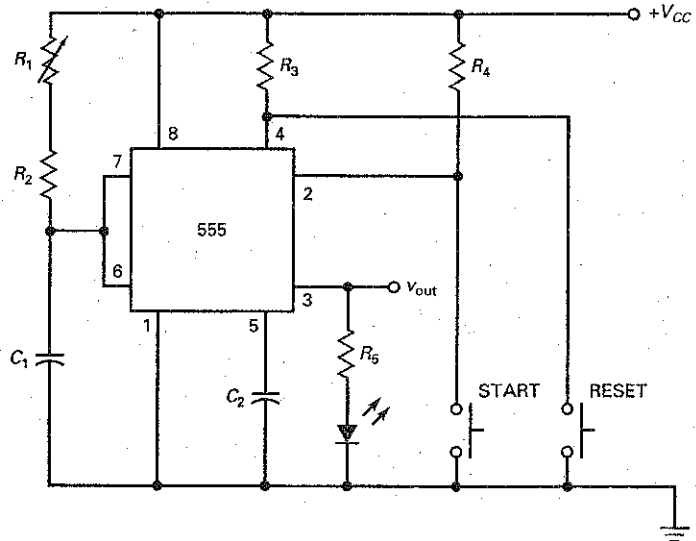 +V_CC
R_1
R_3
R_4
8
4
R_2
7
2
555
6
3
v_out
1
5
R_5
C_1
C_2
START
RESET